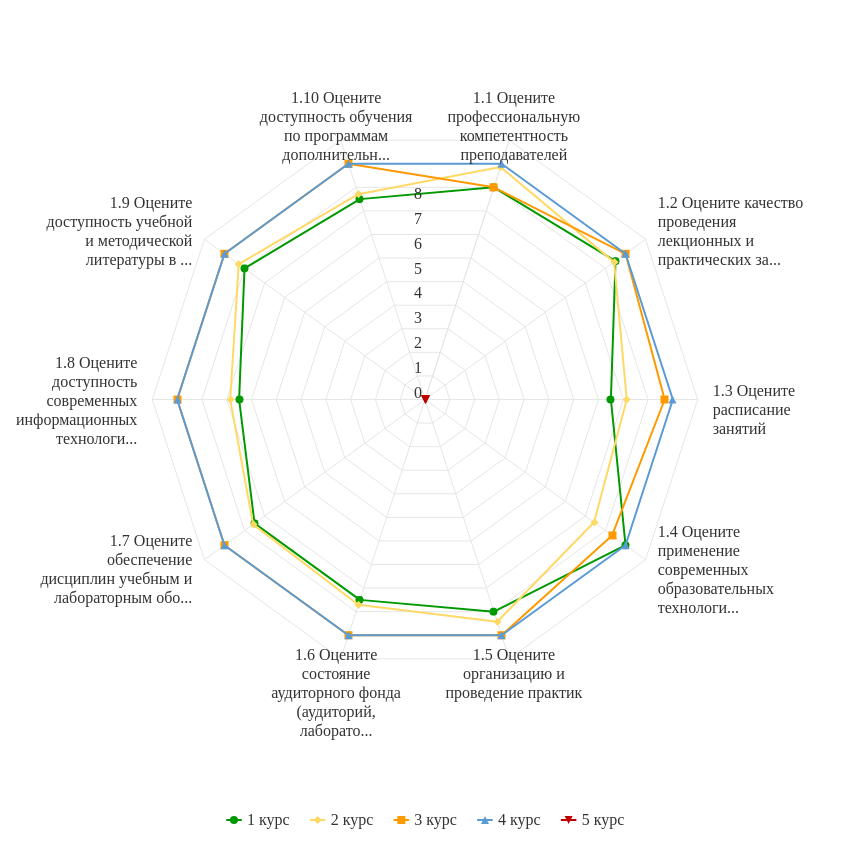 1.10 Оцените
доступность обучения
по программам
дополнительн...
1.1 Оцените
профессиональную
компетентность
преподавателей
1.9 Оцените
доступность учебной
и методической
литературы в ...
1.2 Оцените качество
проведения
лекционных и
практических за...
8
7
6
5
4
3
2
1
0
1.8 Оцените
доступность
современных
информационных
технологи...
1.3 Оцените
расписание
занятий
1.7 Оцените
обеспечение
дисциплин учебным и
лабораторным обо...
1.4 Оцените
применение
современных
образовательных
технологи...
1.6 Оцените
состояние
аудиторного фонда
(аудиторий,
лаборато...
1.5 Оцените
организацию и
проведение практик
1 курс 2 курс 3 курс 4 курс 5 курс